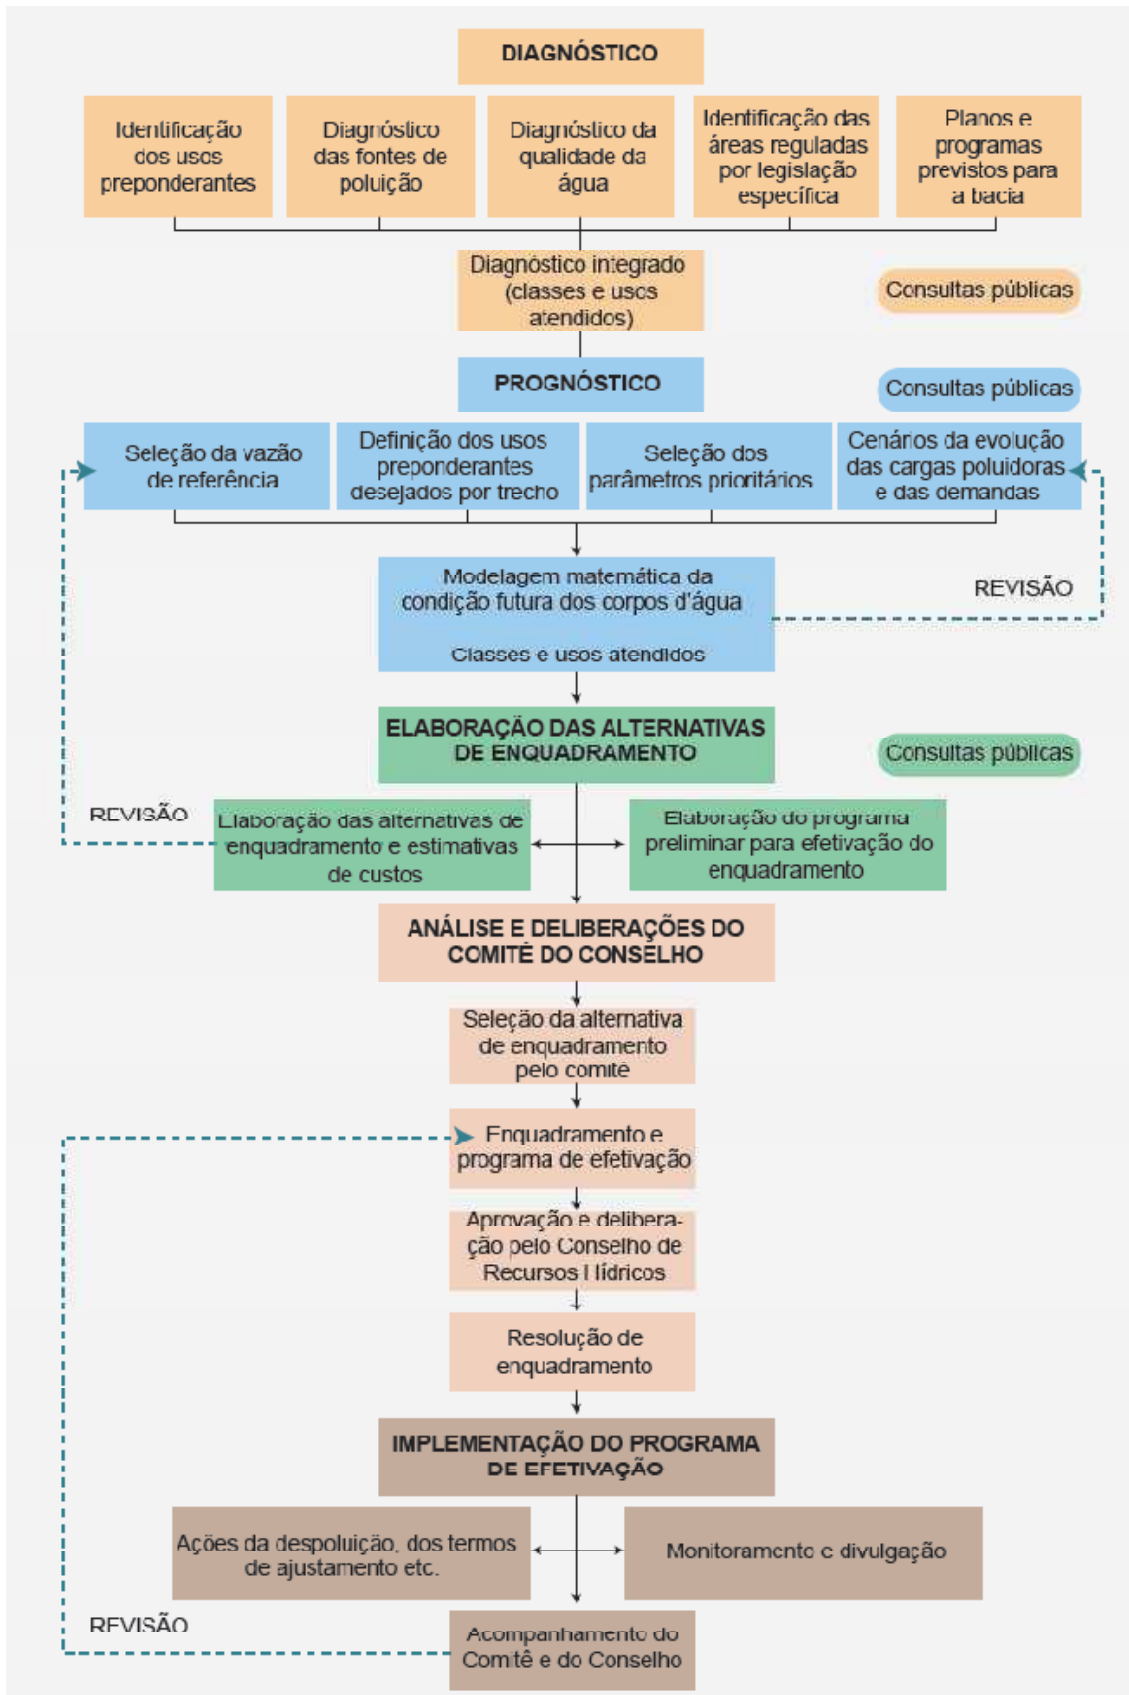 DIAGNÓSTICO
Identificação
dos usos
preponderantes
Diagnóstico
das fontes de
poluição
Diagnóstico da
qualidade da
água
Identificação das
áreas reguladas
por legislação
específica
Planos e
programas
previstos para
a bacia
Diagnóstico integrado
(classes e usos
atendidos)
Consultas públicas
PROGNÓSTICO
Consultas públicas
Seleção da vazão
de referência
Definição dos usos
preponderantes
desejados por trecho
Seleção dos
parâmetros prioritários
Cenários da evolução
das cargas poluidoras
e das demandas
Modelagem matemática da
condição futura dos corpos d'água
Classes e usos atendidos
REVISÃO
ELABORAÇÃO DAS ALTERNATIVAS
DE ENQUADRAMENTO
Consultas públicas
REVISÃO
Elaboração das alternativas de
enquadramento e estimativas
de custos
Elaboração do programa
preliminar para efetivação do
enquadramento
ANÁLISE E DELIBERAÇÕES DO
COMITÊ DO CONSELHO
Seleção da alternativa
de enquadramento
pelo comitê
Enquadramento e
programa de efetivação
Aprovação e delibera-
ção pelo Conselho de
Recursos Hídricos
Resolução de
enquadramento
IMPLEMENTAÇÃO DO PROGRAMA
DE EFETIVAÇÃO
Ações da despoluição, dos termos
de ajustamento etc.
Monitoramento e divulgação
REVISÃO
Acompanhamento do
Comitê e do Conselho